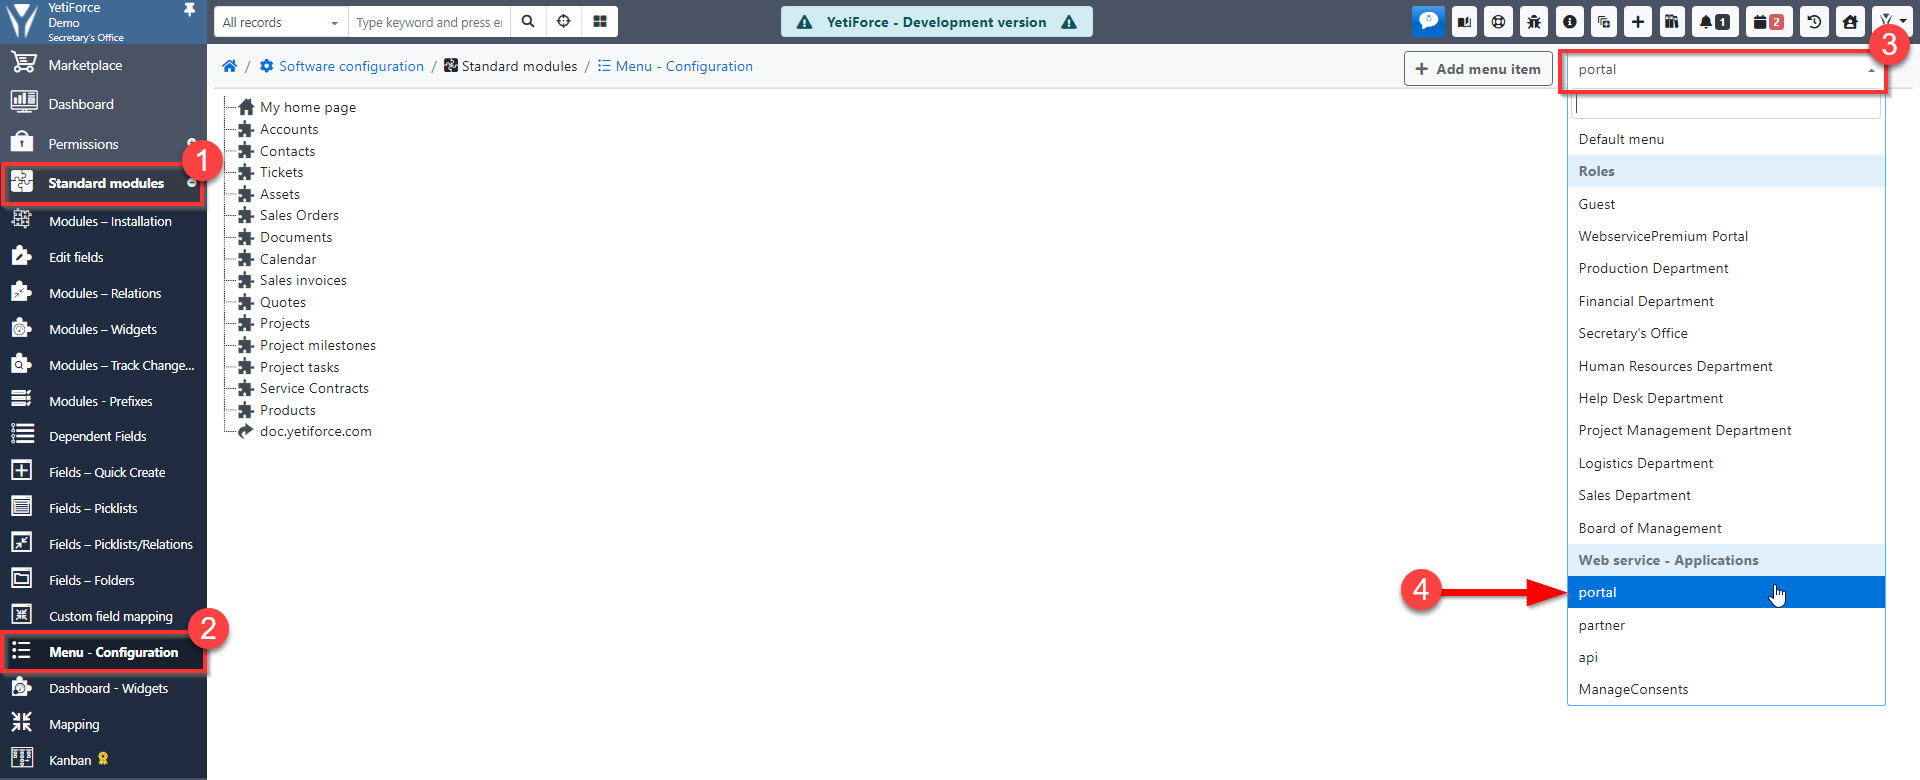 YetiForce
Demo
Secretary's Office
All records
Type keyword and press er
YetiForce - Development version
1
2
3
Marketplace
Dashboard
Permissions
1
Standard modules
Modules – Installation
Edit fields
Modules – Relations
Modules – Widgets
Modules – Track Change...
Modules - Prefixes
Dependent Fields
Fields – Quick Create
Fields – Picklists
Fields – Picklists/Relations
Fields – Folders
Custom field mapping
2
Menu - Configuration
Dashboard - Widgets
Mapping
Kanban
/ Software configuration / Standard modules / Menu - Configuration
Add menu item
portal
My home page
Accounts
Contacts
Tickets
Assets
Sales Orders
Documents
Calendar
Sales invoices
Quotes
Projects
Project milestones
Project tasks
Service Contracts
Products
doc.yetiforce.com
Default menu
Roles
Guest
WebservicePremium Portal
Production Department
Financial Department
Secretary's Office
Human Resources Department
Help Desk Department
Project Management Department
Logistics Department
Sales Department
Board of Management
Web service - Applications
4
portal
partner
api
ManageConsents